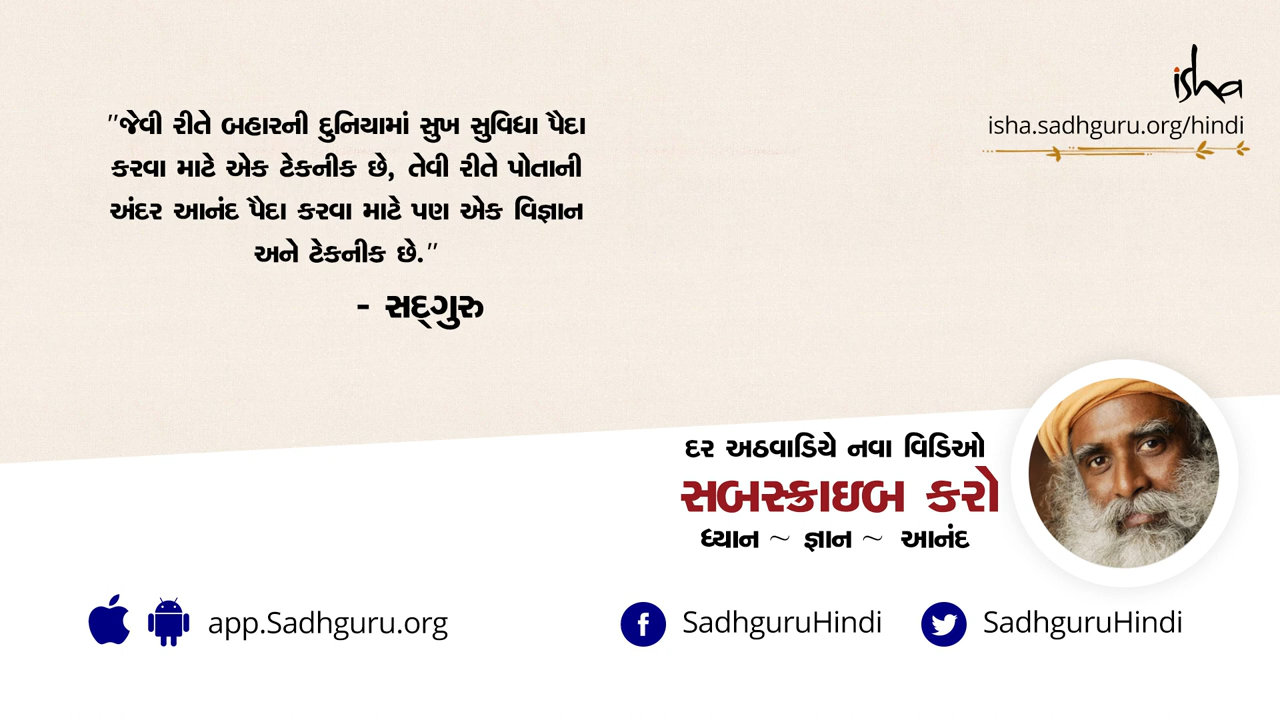 "જેવી રીતે બહારની દુનિયામાં સુખ સુવિધા પૈદા
કરવા માટે એક ટેકનીક છે, તેવી રીતે પોતાની
અંદર આનંદ પૈદા કરવા માટે પણ એક વિજ્ઞાન
અને ટેકનીક છે."
- સદ્‌ગુરુ
isha
isha.sadhguru.org/hindi
દર અઠવાડિયે નવા વિડિઓ
સબસ્ક્રાઇબ કરો
ધ્યાન ~ જ્ઞાન ~ આનંદ
app.Sadhguru.org
SadhguruHindi
SadhguruHindi